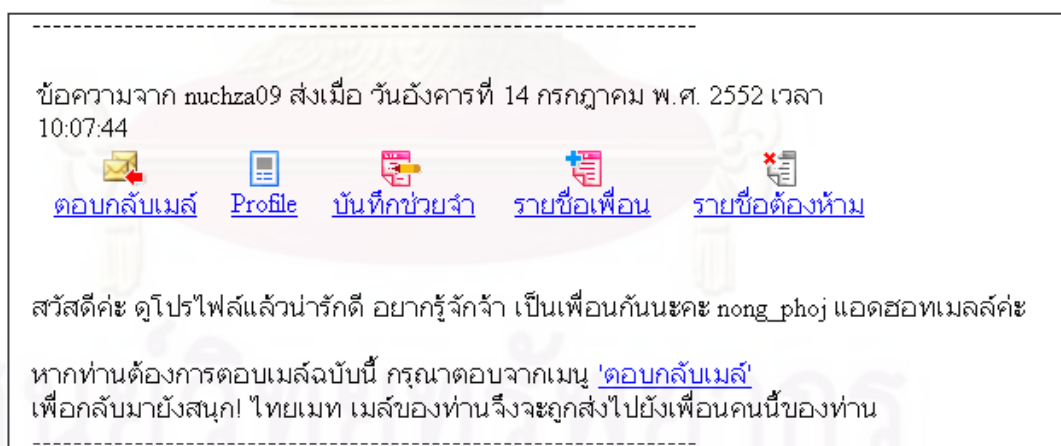 ----------------------------------------------------------------
ข้อความจาก nuchza09 ส่งเมื่อ วันอังคารที่ 14 กรกฎาคม พ.ศ. 2552 เวลา
10:07:44
ตอบกลับเมล์ Profile บันทึกช่วยจำ รายชื่อเพื่อน รายชื่อต้องห้าม
สวัสดีค่ะ ดูโปรไฟล์แล้วน่ารักดี อยากรู้จักจ้า เป็นเพื่อนกันนะคะ nong_phoj แอดฮอทเมลล์ค่ะ
หากท่านต้องการตอบเมล์ฉบับนี้ กรุณาตอบจากเมนู 'ตอบกลับเมล์'
เพื่อกลับมายังสนุก! ไทยเมท เมล์ของท่านจึงจะถูกส่งไปยังเพื่อนคนนี้ของท่าน
----------------------------------------------------------------